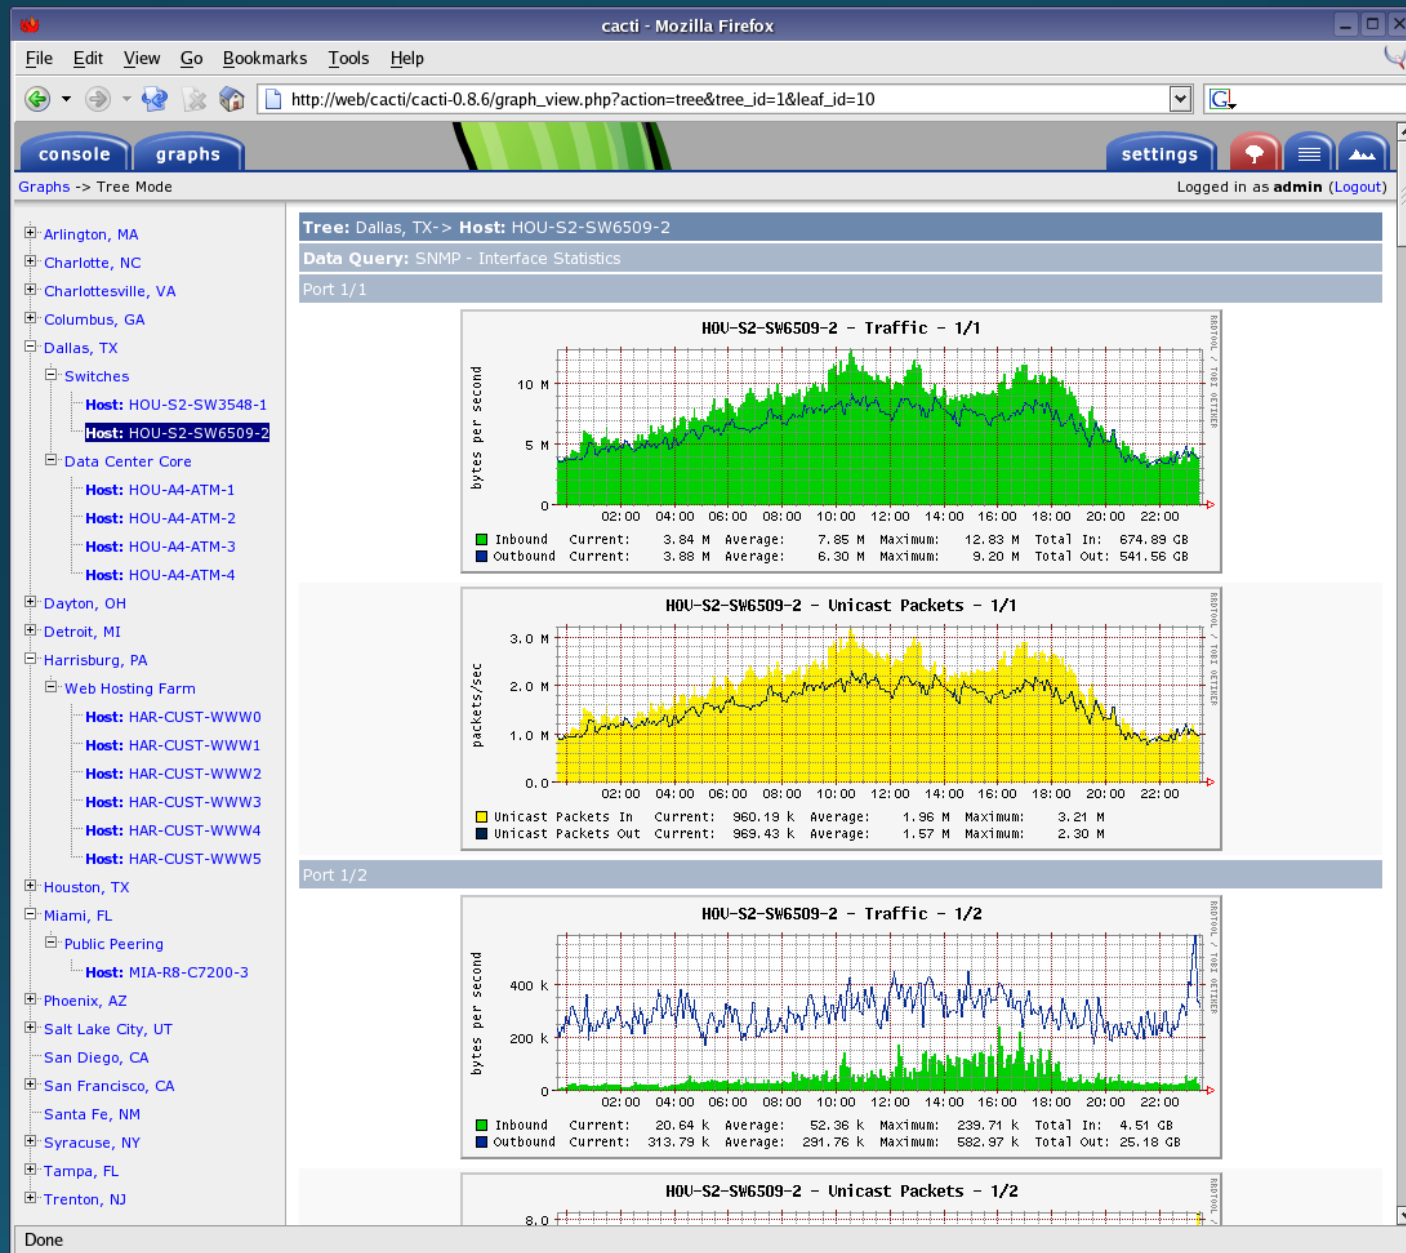 cacti - Mozilla Firefox
File Edit View Go Bookmarks Tools Help
http://web/cacti/cacti-0.8.6/graph_view.php?action=tree&tree_id=1&leaf_id=10
G
console graphs settings
Graphs -> Tree Mode Logged in as admin (Logout)
Arlington, MA
Charlotte, NC
Charlottesville, VA
Columbus, GA
Dallas, TX
Switches
Host: HOU-S2-SW3548-1
Host: HOU-S2-SW6509-2
Data Center Core
Host: HOU-A4-ATM-1
Host: HOU-A4-ATM-2
Host: HOU-A4-ATM-3
Host: HOU-A4-ATM-4
Dayton, OH
Detroit, MI
Harrisburg, PA
Web Hosting Farm
Host: HAR-CUST-WWW0
Host: HAR-CUST-WWW1
Host: HAR-CUST-WWW2
Host: HAR-CUST-WWW3
Host: HAR-CUST-WWW4
Host: HAR-CUST-WWW5
Houston, TX
Miami, FL
Public Peering
Host: MIA-R8-C7200-3
Phoenix, AZ
Salt Lake City, UT
San Diego, CA
San Francisco, CA
Santa Fe, NM
Syracuse, NY
Tampa, FL
Trenton, NJ
Tree: Dallas, TX-> Host: HOU-S2-SW6509-2
Data Query: SNMP - Interface Statistics
Port 1/1
HOU-S2-SW6509-2 - Traffic - 1/1
RRDTOOL / TOBI OETIKER
bytes per second
10 M
5 M
0
02:00 04:00 06:00 08:00 10:00 12:00 14:00 16:00 18:00 20:00 22:00
Inbound Current: 3.84 M Average: 7.85 M Maximum: 12.83 M Total In: 674.89 GB
Outbound Current: 3.88 M Average: 6.30 M Maximum: 9.20 M Total Out: 541.56 GB
HOU-S2-SW6509-2 - Unicast Packets - 1/1
RRDTOOL / TOBI OETIKER
packets/sec
3.0 M
2.0 M
1.0 M
0.0
02:00 04:00 06:00 08:00 10:00 12:00 14:00 16:00 18:00 20:00 22:00
Unicast Packets In Current: 960.19 k Average: 1.96 M Maximum: 3.21 M
Unicast Packets Out Current: 969.43 k Average: 1.57 M Maximum: 2.30 M
Port 1/2
HOU-S2-SW6509-2 - Traffic - 1/2
RRDTOOL / TOBI OETIKER
bytes per second
400 k
200 k
0
02:00 04:00 06:00 08:00 10:00 12:00 14:00 16:00 18:00 20:00 22:00
Inbound Current: 20.64 k Average: 52.36 k Maximum: 239.71 k Total In: 4.51 GB
Outbound Current: 313.79 k Average: 291.76 k Maximum: 582.97 k Total Out: 25.18 GB
HOU-S2-SW6509-2 - Unicast Packets - 1/2
RRDTOOL /
8.0
Done